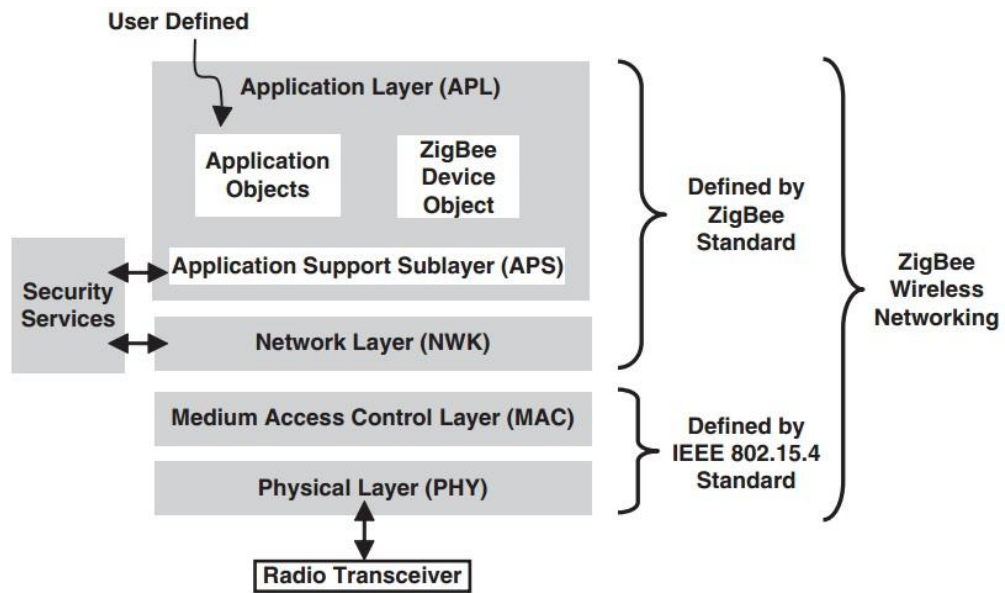 User Defined
Application Layer (APL)
Application
Objects
ZigBee
Device
Object
Application Support Sublayer (APS)
Security
Services
Network Layer (NWK)
Medium Access Control Layer (MAC)
Physical Layer (PHY)
Radio Transceiver
Defined by
ZigBee
Standard
Defined by
IEEE 802.15.4
Standard
ZigBee
Wireless
Networking